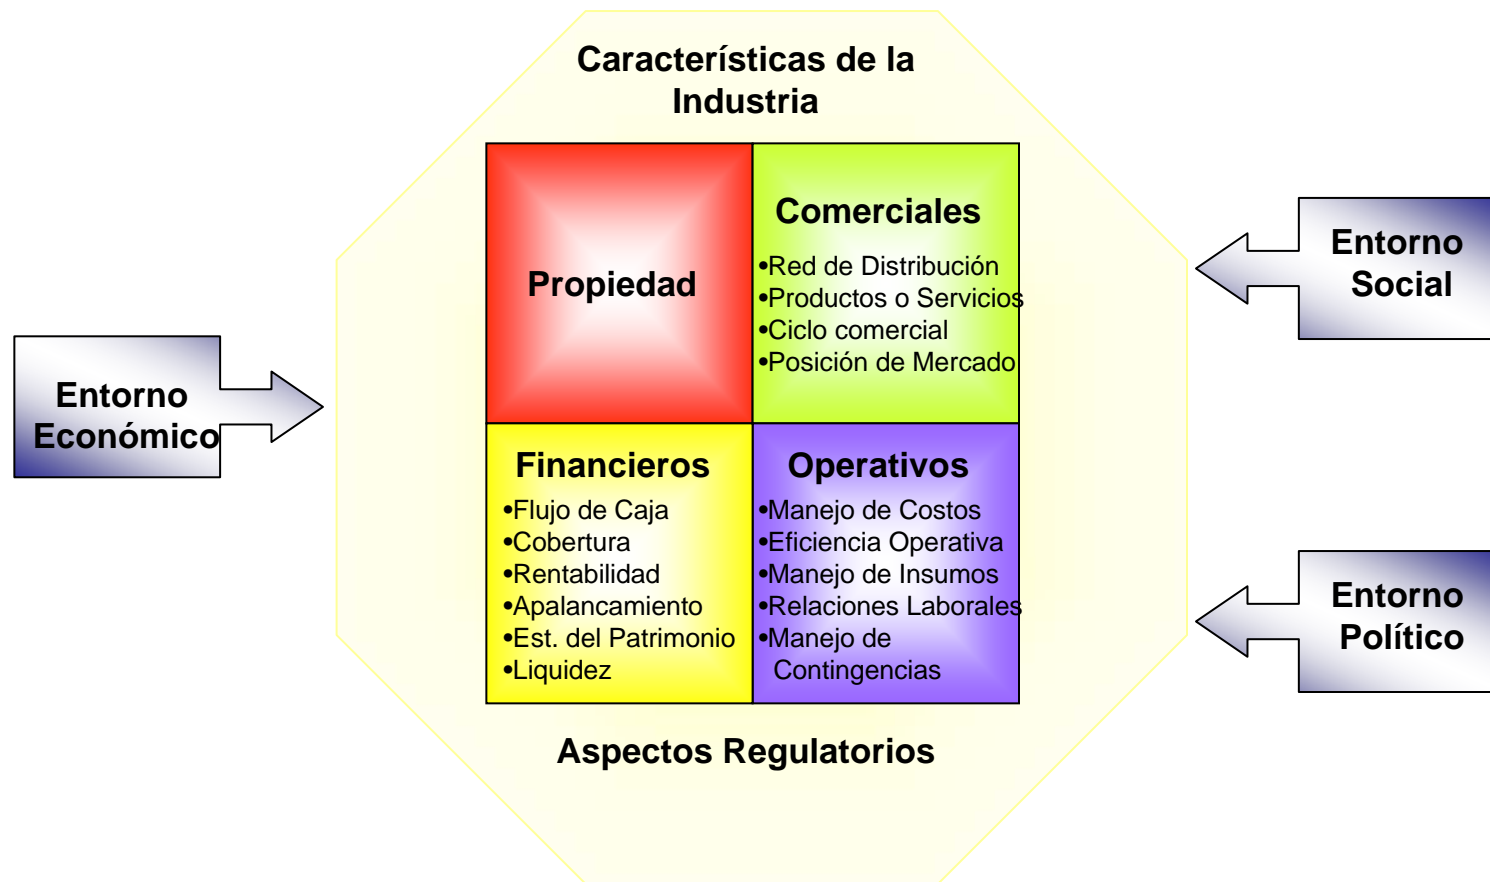 Características de la
Industria
Propiedad
Comerciales
•Red de Distribución
•Productos o Servicios
•Ciclo comercial
•Posición de Mercado
Financieros
•Flujo de Caja
•Cobertura
•Rentabilidad
•Apalancamiento
•Est. del Patrimonio
•Liquidez
Operativos
•Manejo de Costos
•Eficiencia Operativa
•Manejo de Insumos
•Relaciones Laborales
•Manejo de
Contingencias
Aspectos Regulatorios
Entorno
Económico
Entorno
Social
Entorno
Político